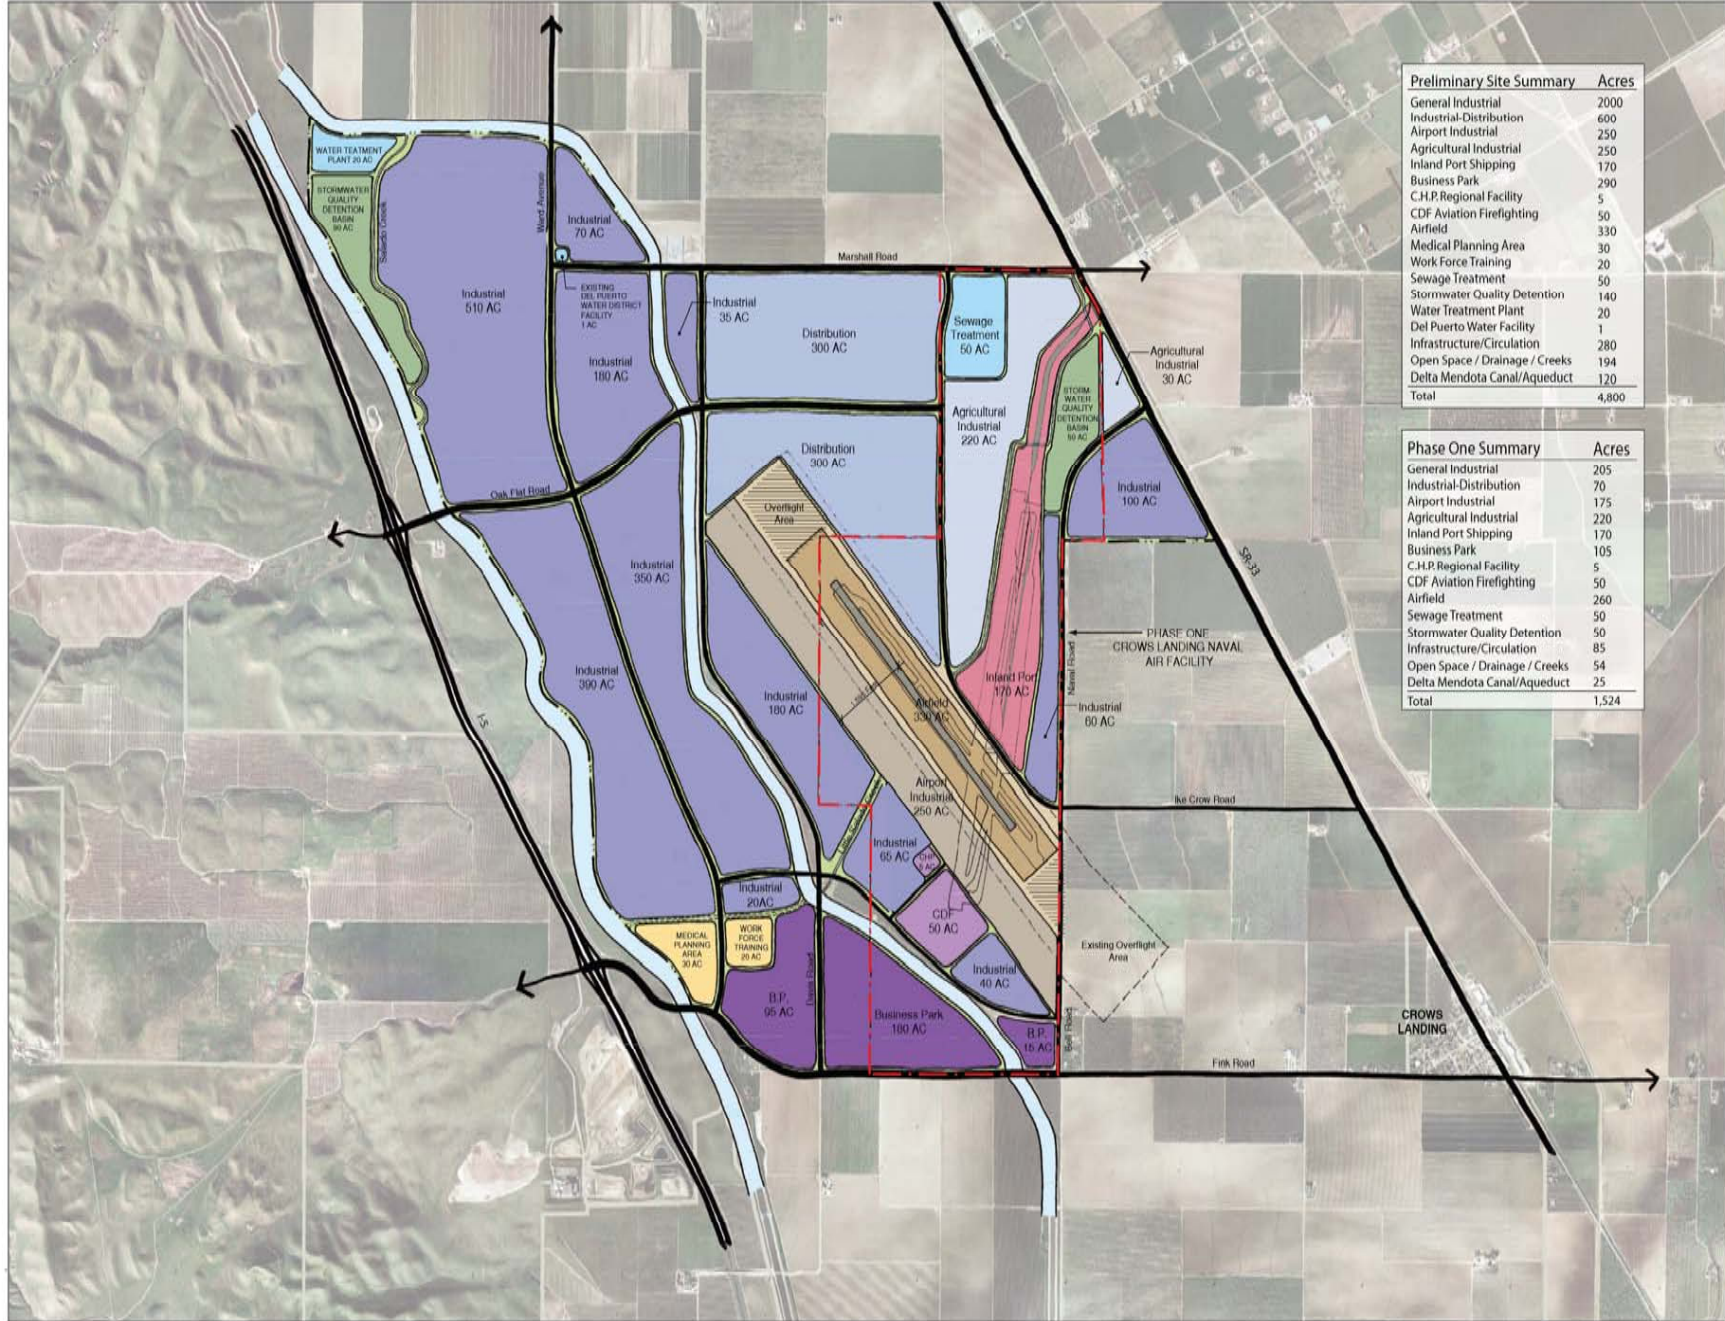 Preliminary Site Summary Acres
General Industrial 2000
Industrial-Distribution 600
Airport Industrial 250
Agricultural Industrial 250
Inland Port Shipping 170
Business Park 290
C.H.P. Regional Facility 5
CDF Aviation Firefighting 50
Airfield 330
Medical Planning Area 30
Work Force Training 20
Sewage Treatment 50
Stormwater Quality Detention 140
Water Treatment Plant 20
Del Puerto Water Facility 1
Infrastructure/Circulation 280
Open Space / Drainage / Creeks 194
Delta Mendota Canal/Aqueduct 120
Total 4,800
Phase One Summary Acres
General Industrial 205
Industrial-Distribution 70
Airport Industrial 175
Agricultural Industrial 220
Inland Port Shipping 170
Business Park 105
C.H.P. Regional Facility 5
CDF Aviation Firefighting 50
Airfield 260
Sewage Treatment 50
Stormwater Quality Detention 50
Infrastructure/Circulation 85
Open Space / Drainage / Creeks 54
Delta Mendota Canal/Aqueduct 25
Total 1,524
WATER TEATMENT
PLANT 20 AC
STORMWATER
QUALITY
DETENTION
BASIN
90 AC
Salado Creek
Ward Avenue
Industrial
70 AC
Marshall Road
Industrial
510 AC
EXISTING
DEL PUERTO
WATER DISTRICT
FACILITY
1 AC
Industrial
35 AC
Industrial
180 AC
Distribution
300 AC
Sewage
Treatment
50 AC
Agricultural
Industrial
30 AC
STORM-
WATER
QUALITY
DETENTION
BASIN
50 AC
Agricultural
Industrial
220 AC
Distribution
300 AC
Oak Flat Road
Overflight
Area
Industrial
100 AC
SR-33
Industrial
350 AC
PHASE ONE
CROWS LANDING NAVAL
AIR FACILITY
Naval Road
Industrial
390 AC
Industrial
180 AC
Inland Port
170 AC
Airfield
330 AC
Industrial
60 AC
I-5
Airport
Industrial
250 AC
Ike Crow Road
Industrial
65 AC
CHP
5 AC
Industrial
20AC
CDF
50 AC
MEDICAL
PLANNING
AREA
30 AC
WORK
FORCE
TRAINING
20 AC
Existing Overflight
Area
Industrial
40 AC
Davis Road
B.P.
95 AC
Business Park
180 AC
B.P.
15 AC
Bell Road
CROWS
LANDING
Fink Road